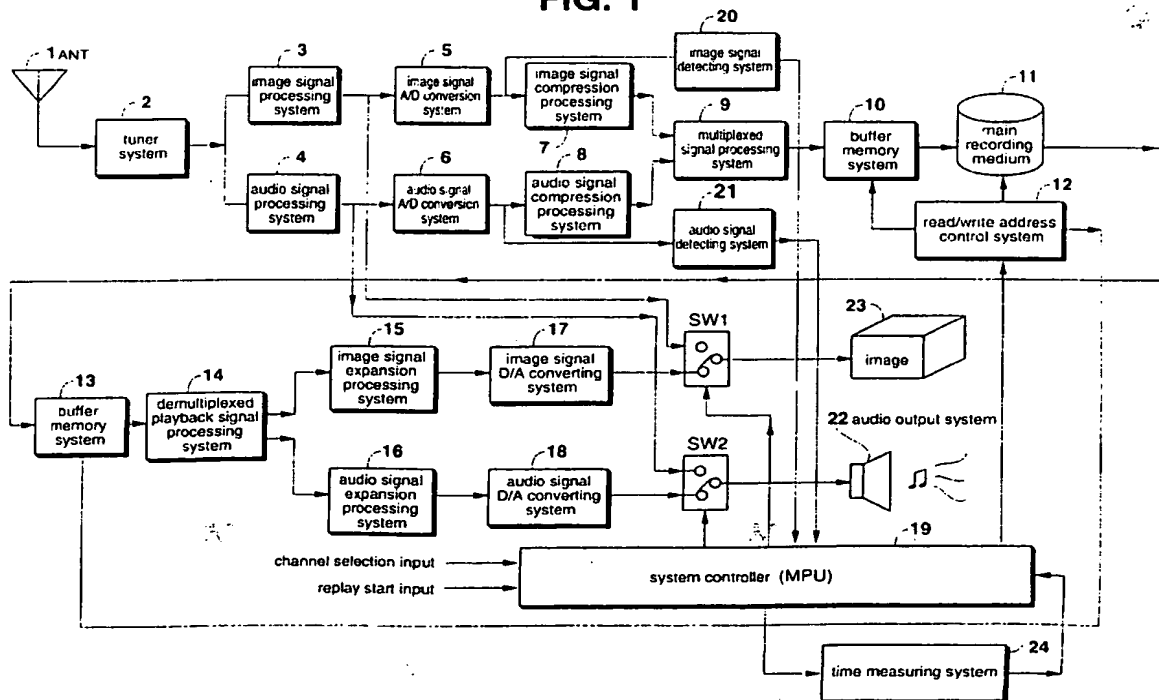 FIG. 1
1 ANT
2
tuner
system
3
image signal
processing
system
4
audio signal
processing
system
5
image signal
A/D conversion
system
6
audio signal
A/D conversion
system
image signal
compression
processing
system
7
8
audio signal
compression
processing
system
20
image signal
detecting system
9
multiplexed
signal processing
system
21
audio signal
detecting system
10
buffer
memory
system
11
main
recording
medium
12
read/write address
control system
13
buffer
memory
system
14
demultiplexed
playback signal
processing
system
15
image signal
expansion
processing
system
16
audio signal
expansion
processing
system
17
image signal
D/A converting
system
18
audio signal
D/A converting
system
SW1
SW2
23
image
22 audio output system
19
system controller (MPU)
channel selection input
replay start input
24
time measuring system